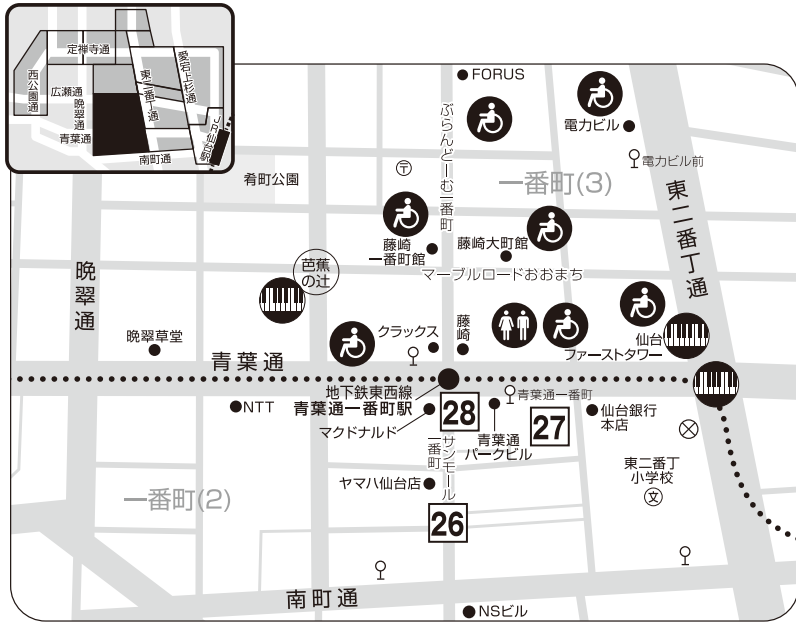 定禅寺通
愛宕上杉通
西公園通
東二番丁通
広瀬通
晩翠通
青葉通
JR仙台駅
南町通
FORUS
電力ビル
電力ビル前
ぶらんどーむ一番町
〒
肴町公園
一番町(3)
東二番丁通
藤崎
一番町館
藤崎大町館
マーブルロードおおまち
芭蕉
の辻
晩翠通
晩翠草堂
クラックス
藤崎
仙台
ファーストタワー
青葉通
地下鉄東西線
青葉通一番町駅
青葉通一番町
NTT
マクドナルド
28
青葉通
パークビル
27
仙台銀行
本店
サンモール
一番町
東二番丁
小学校
文
一番町(2)
ヤマハ仙台店
26
南町通
NSビル